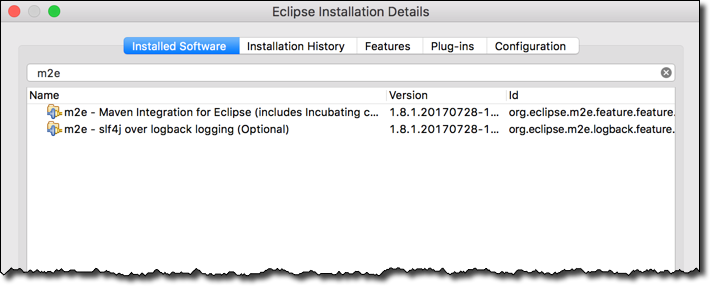 Eclipse Installation Details
Installed Software Installation History Features Plug-ins Configuration
m2e
Name Version Id
m2e - Maven Integration for Eclipse (includes Incubating c... 1.8.1.20170728-1... org.eclipse.m2e.feature.feature.
m2e - slf4j over logback logging (Optional) 1.8.1.20170728-1... org.eclipse.m2e.logback.feature.